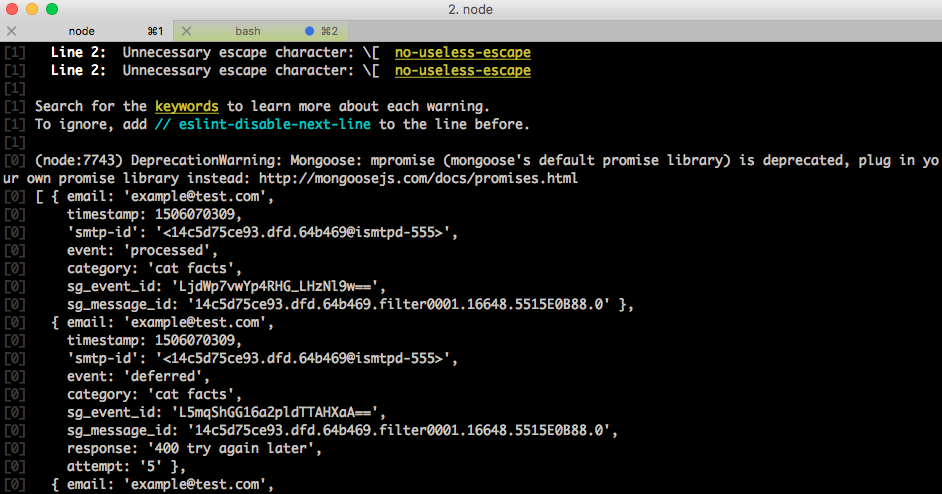 2. node
node ⌘1 bash ⌘2
[1] Line 2: Unnecessary escape character: \[ no-useless-escape
[1] Line 2: Unnecessary escape character: \[ no-useless-escape
[1]
[1] Search for the keywords to learn more about each warning.
[1] To ignore, add // eslint-disable-next-line to the line before.
[1]
[0] (node:7743) DeprecationWarning: Mongoose: mpromise (mongoose's default promise library) is deprecated, plug in yo
ur own promise library instead: http://mongoosejs.com/docs/promises.html
[0] [ { email: 'example@test.com',
[0] timestamp: 1506070309,
[0] 'smtp-id': '<14c5d75ce93.dfd.64b469@ismtpd-555>',
[0] event: 'processed',
[0] category: 'cat facts',
[0] sg_event_id: 'LjdWp7vwYp4RHG_LHzNl9w==',
[0] sg_message_id: '14c5d75ce93.dfd.64b469.filter0001.16648.5515E0B88.0' },
[0] { email: 'example@test.com',
[0] timestamp: 1506070309,
[0] 'smtp-id': '<14c5d75ce93.dfd.64b469@ismtpd-555>',
[0] event: 'deferred',
[0] category: 'cat facts',
[0] sg_event_id: 'L5mqShGG16a2pldTTAHXaA==',
[0] sg_message_id: '14c5d75ce93.dfd.64b469.filter0001.16648.5515E0B88.0',
[0] response: '400 try again later',
[0] attempt: '5' },
[0] { email: 'example@test.com',